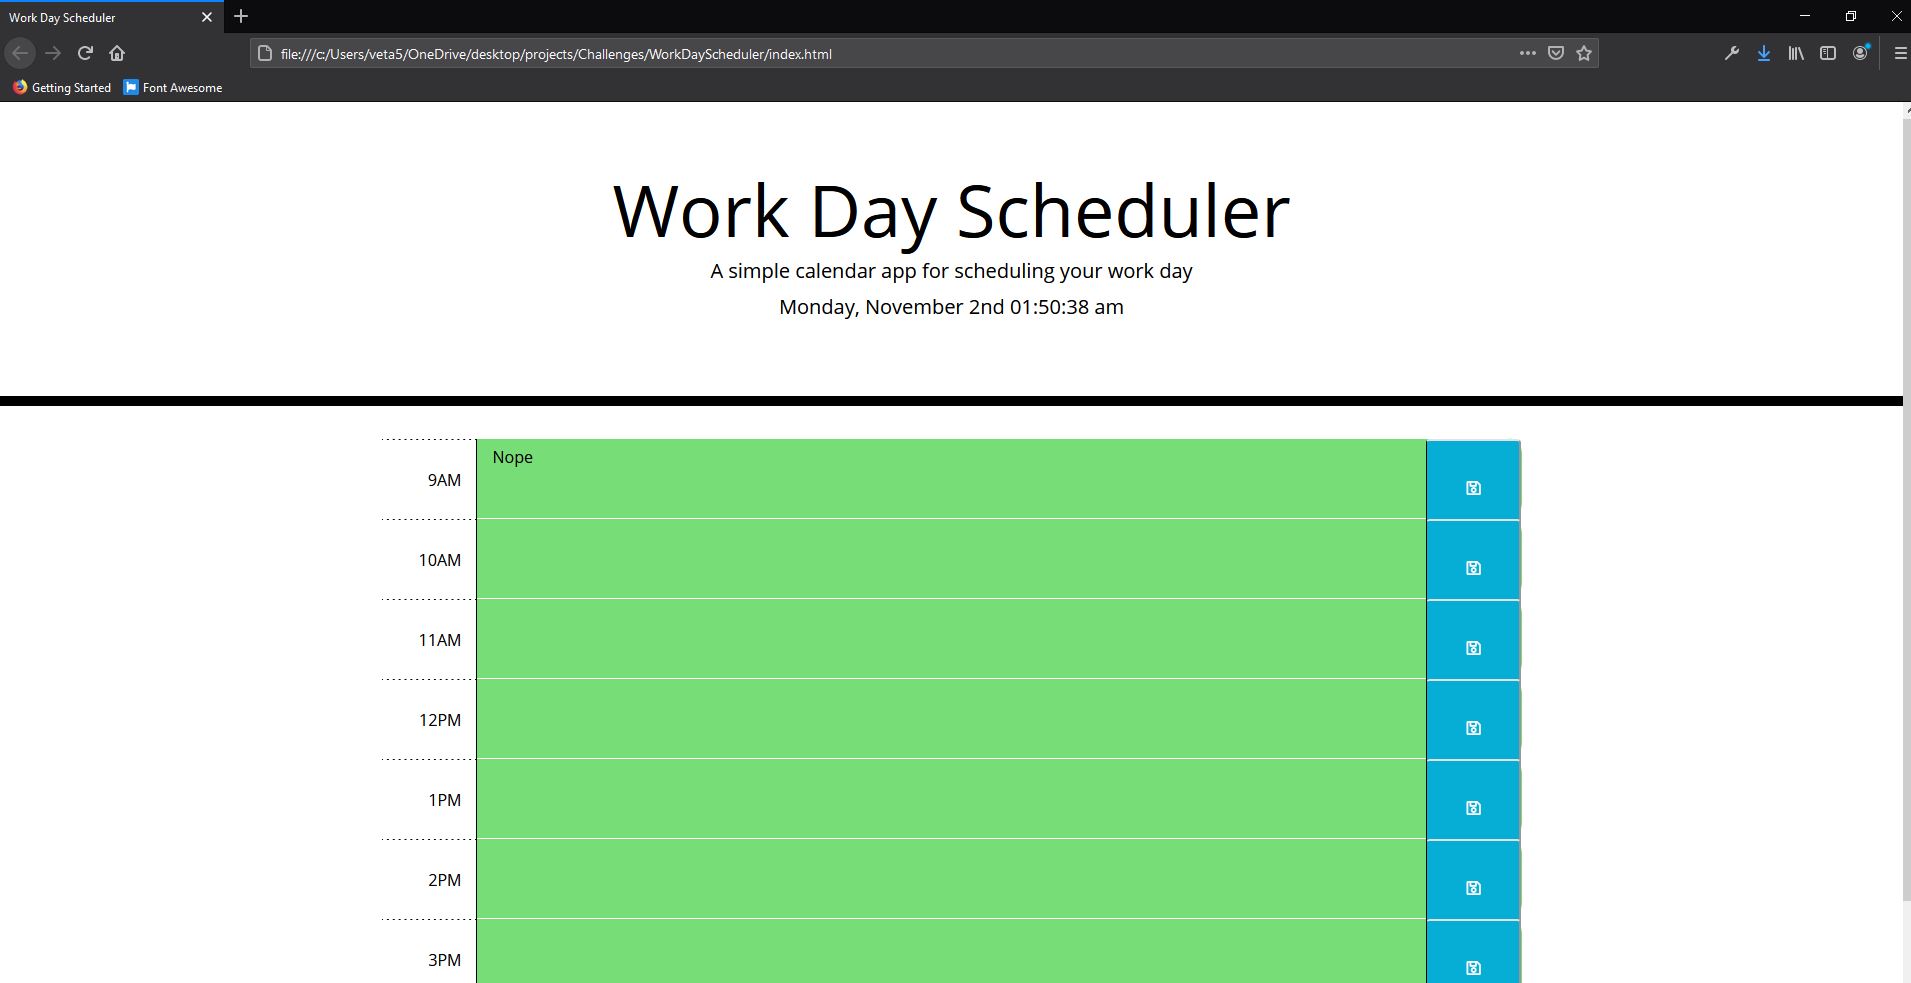 Work Day Scheduler
file:///c:/Users/veta5/OneDrive/desktop/projects/Challenges/WorkDayScheduler/index.html
Getting Started Font Awesome
Work Day Scheduler
A simple calendar app for scheduling your work day
Monday, November 2nd 01:50:38 am
9AM Nope
10AM
11AM
12PM
1PM
2PM
3PM